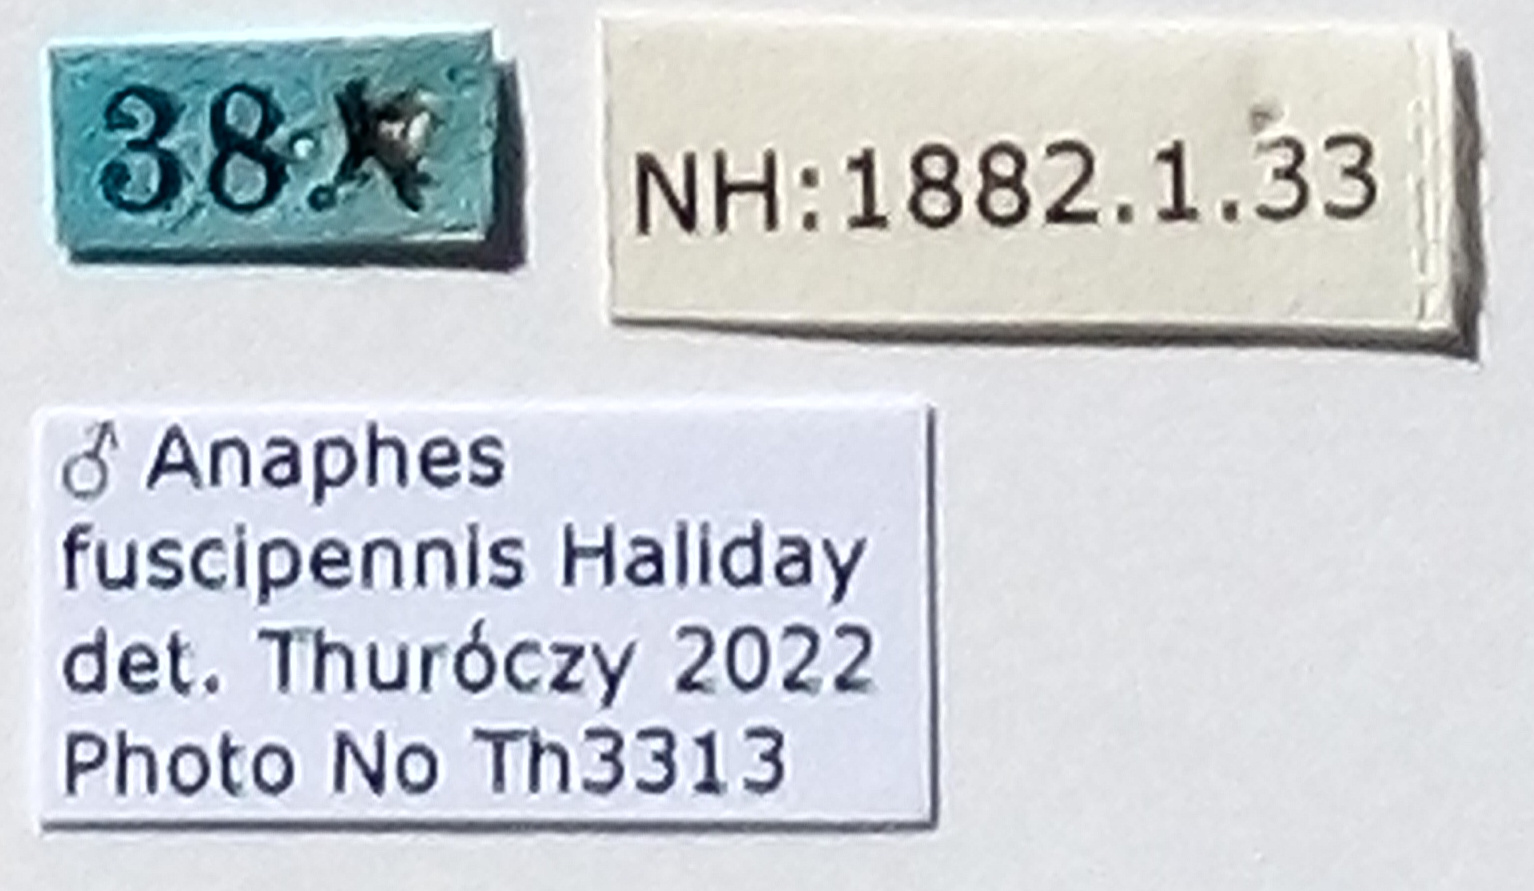 38.
NH:1882.1.33
♂ Anaphes
fuscipennis Haliday
det. Thuróczy 2022
Photo No Th3313